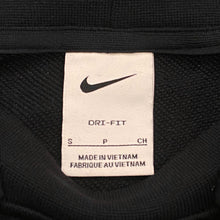 DRI-FIT
S P CH
MADE IN VIETNAM
FABRIQUÉ AU VIETNAM